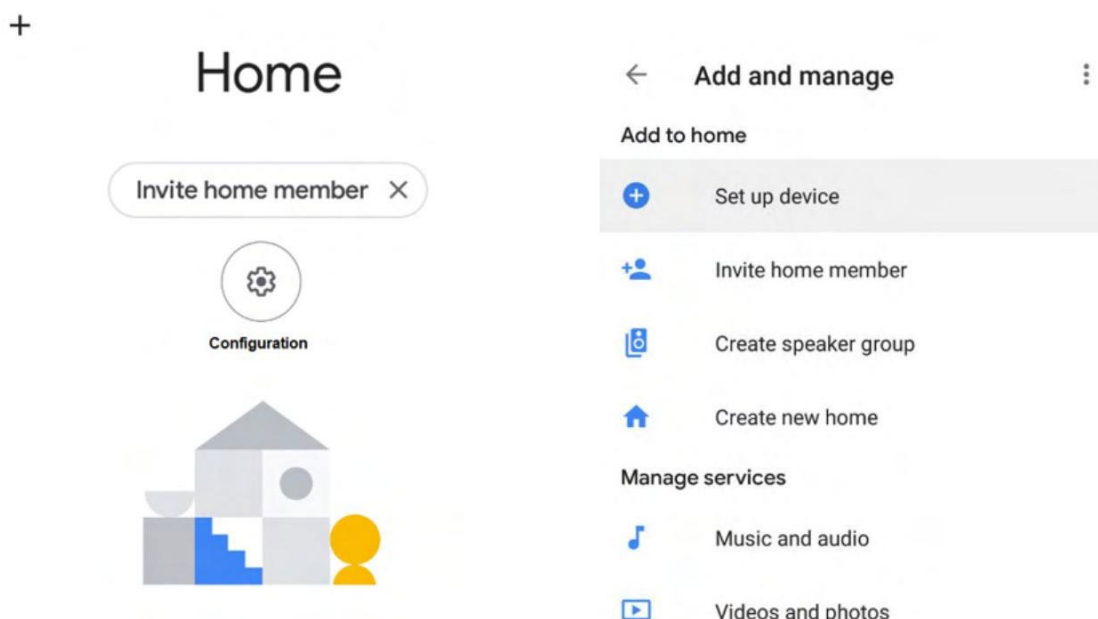 Home
Invite home member
Configuration
Add and manage
Add to home
Set up device
Invite home member
Create speaker group
Create new home
Manage services
Music and audio
Videos and photos